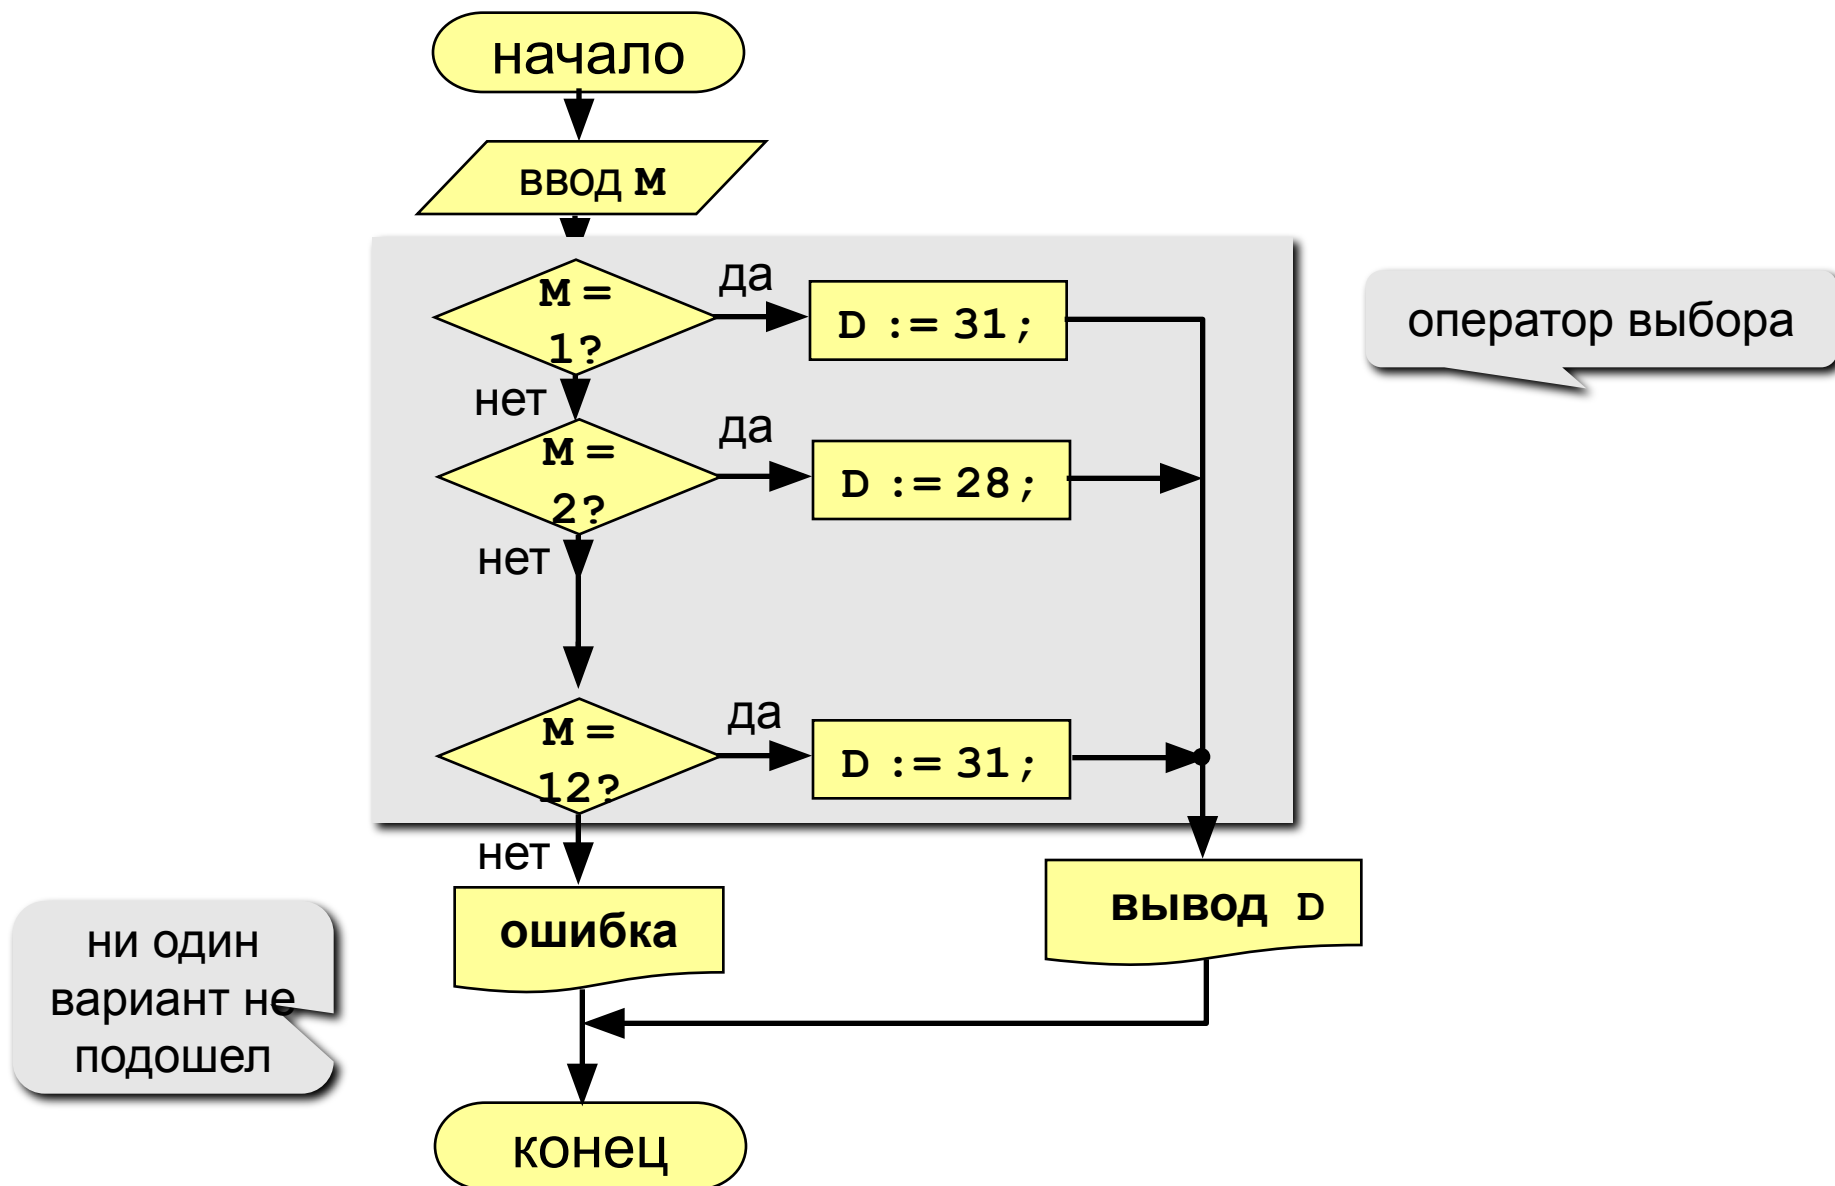 начало
ввод M
M =
1?
да
D := 31;
оператор выбора
нет
M =
2?
да
D := 28;
нет
M =
12?
да
D := 31;
нет
ошибка
вывод D
ни один
вариант не
подошел
конец